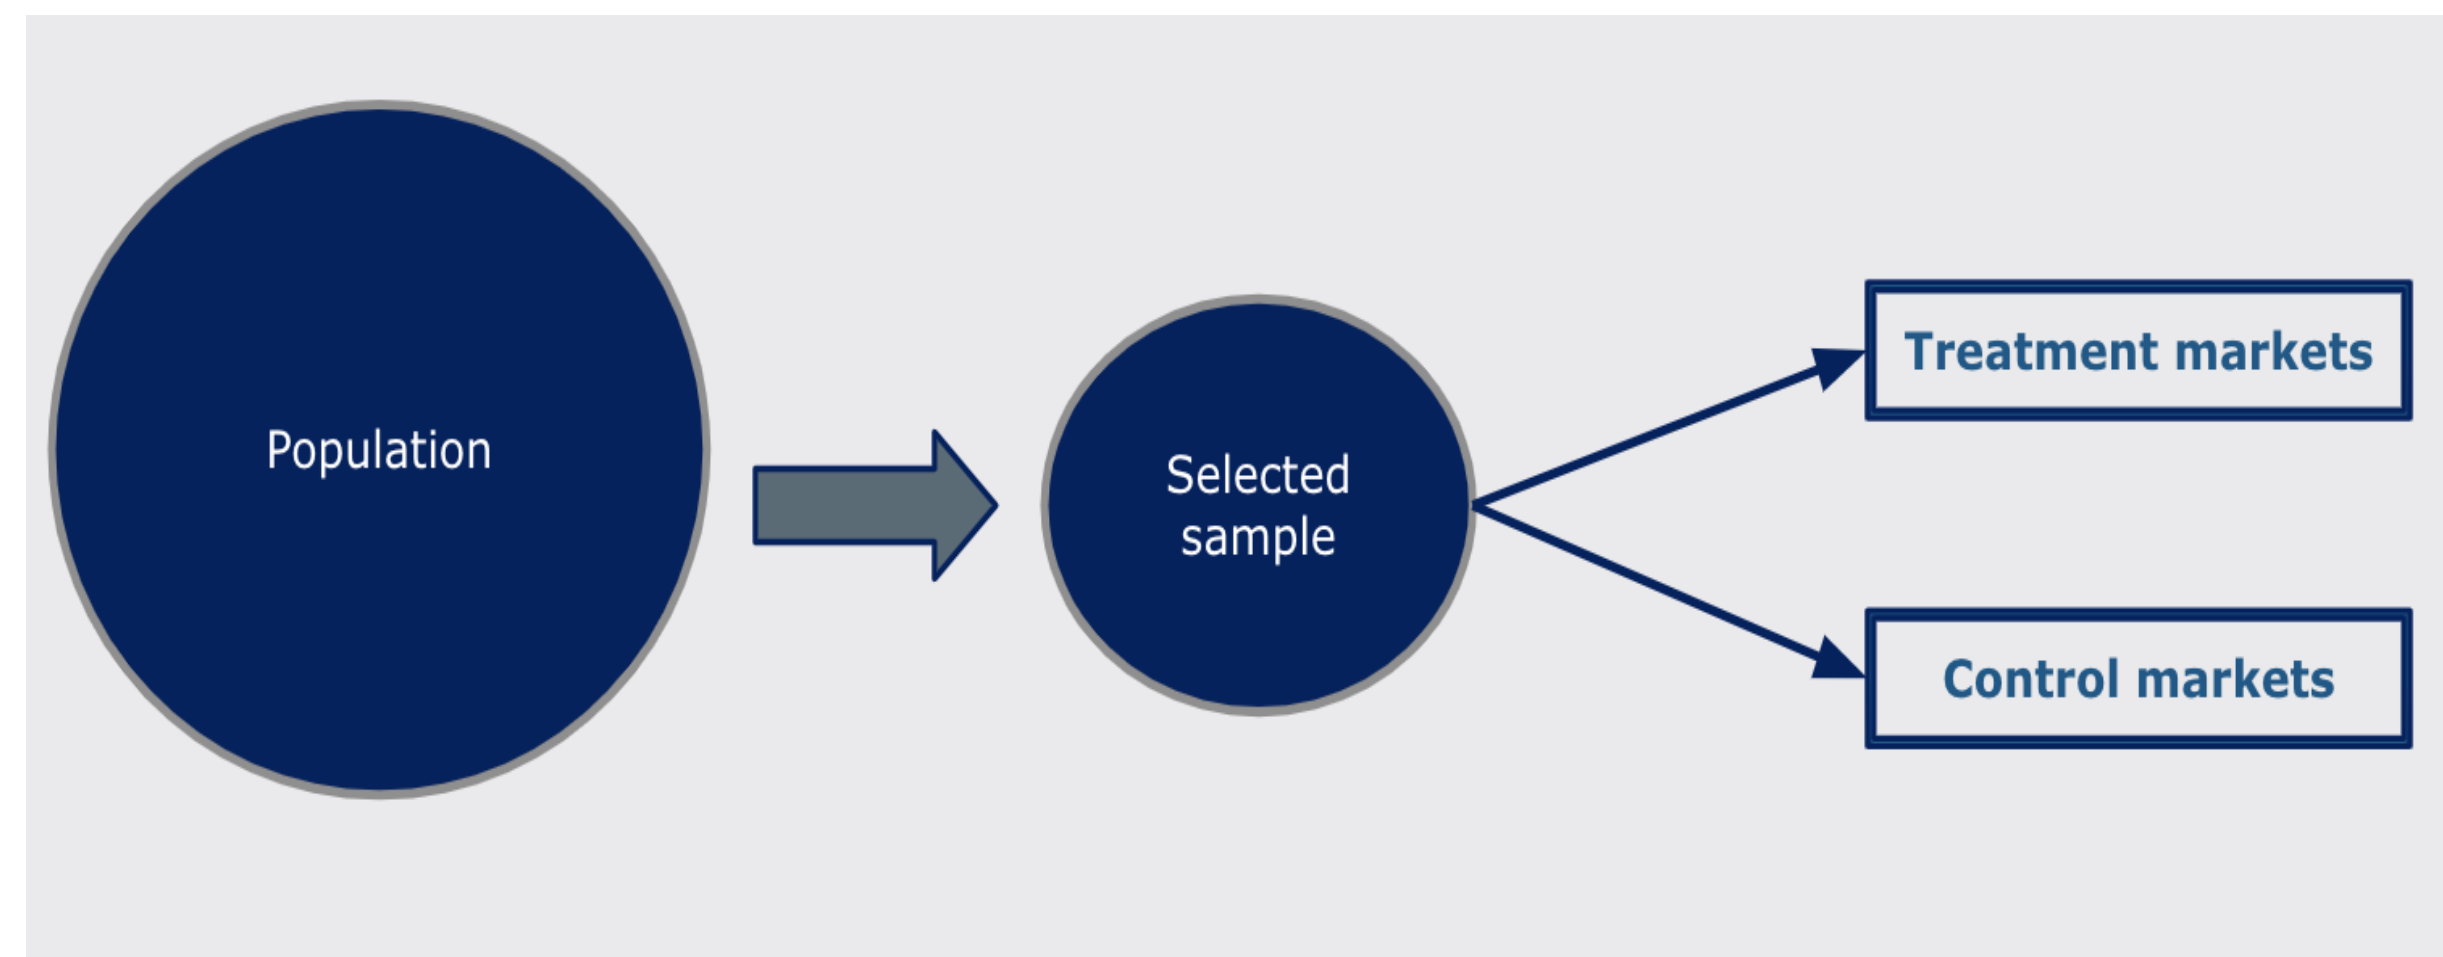 Population
Selected
sample
Treatment markets
Control markets